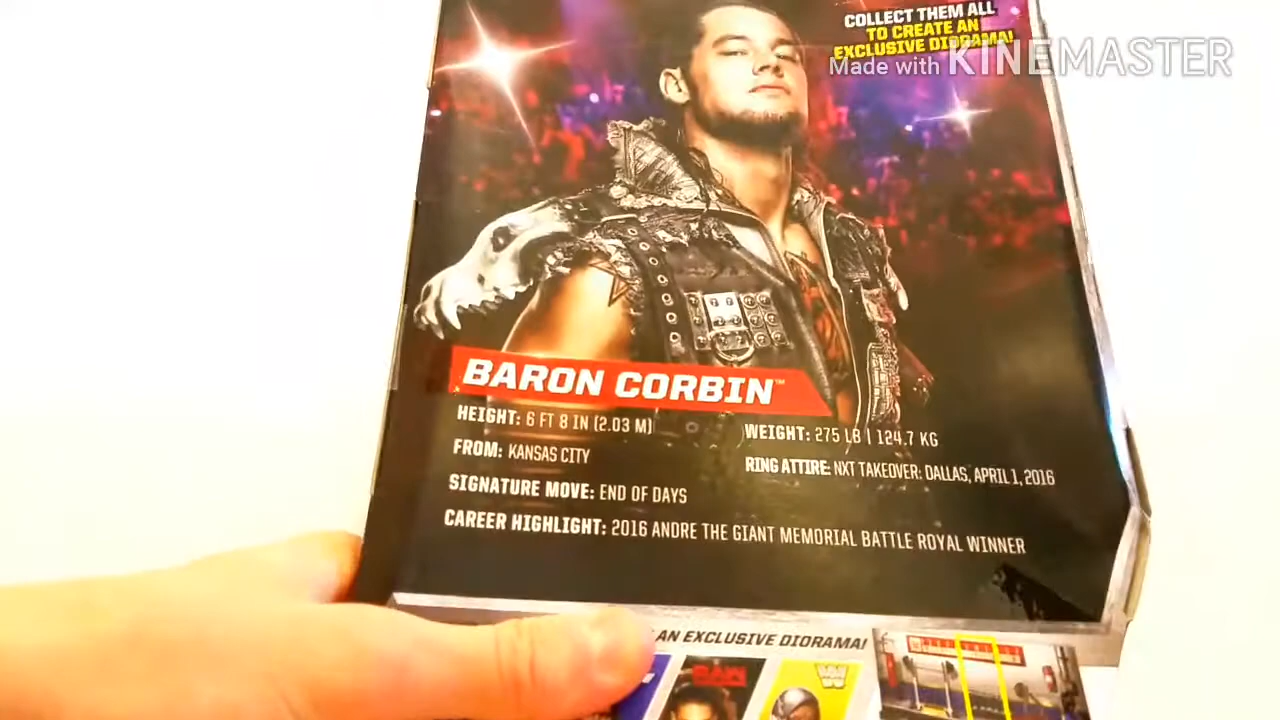 COLLECT THEM ALL
TO CREATE AN
EXCLUSIVE DIORAMA!
Made with KINEMASTER
BARON CORBIN™
HEIGHT: 6 FT 8 IN (2.03 M)
WEIGHT: 275 LB | 124.7 KG
FROM: KANSAS CITY
RING ATTIRE: NXT TAKEOVER: DALLAS, APRIL 1, 2016
SIGNATURE MOVE: END OF DAYS
CAREER HIGHLIGHT: 2016 ANDRE THE GIANT MEMORIAL BATTLE ROYAL WINNER
AN EXCLUSIVE DIORAMA!
RAW